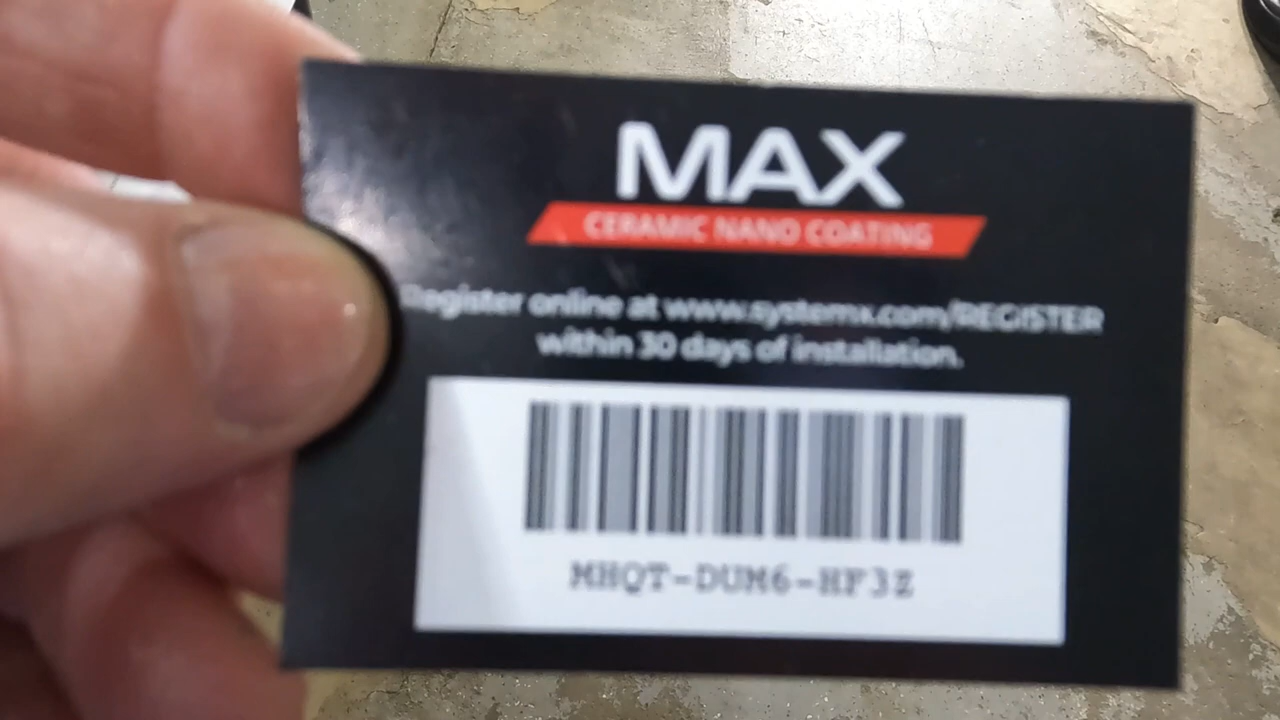 MAX
CERAMIC NANO COATING
Register online at www.systemx.com/REGISTER
within 30 days of installation.
MHQT-DUM6-HF3Z